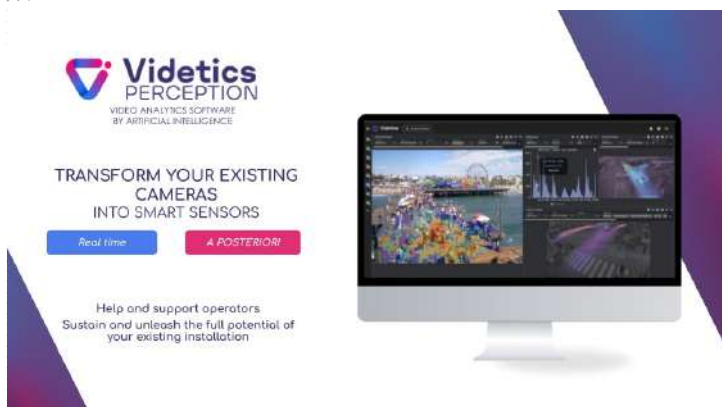 Videtics
PERCEPTION
VIDEO ANALYTICS SOFTWARE
BY ARTIFICIAL INTELLIGENCE
TRANSFORM YOUR EXISTING
CAMERAS
INTO SMART SENSORS
Real time
A POSTERIORI
Help and support operators
Sustain and unleash the full potential of
your existing installation